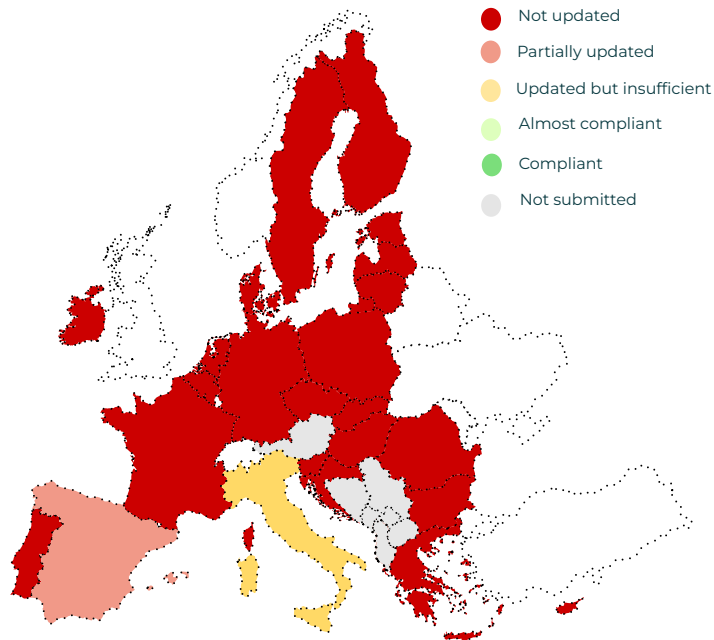 Not updated
Partially updated
Updated but insufficient
Almost compliant
Compliant
Not submitted